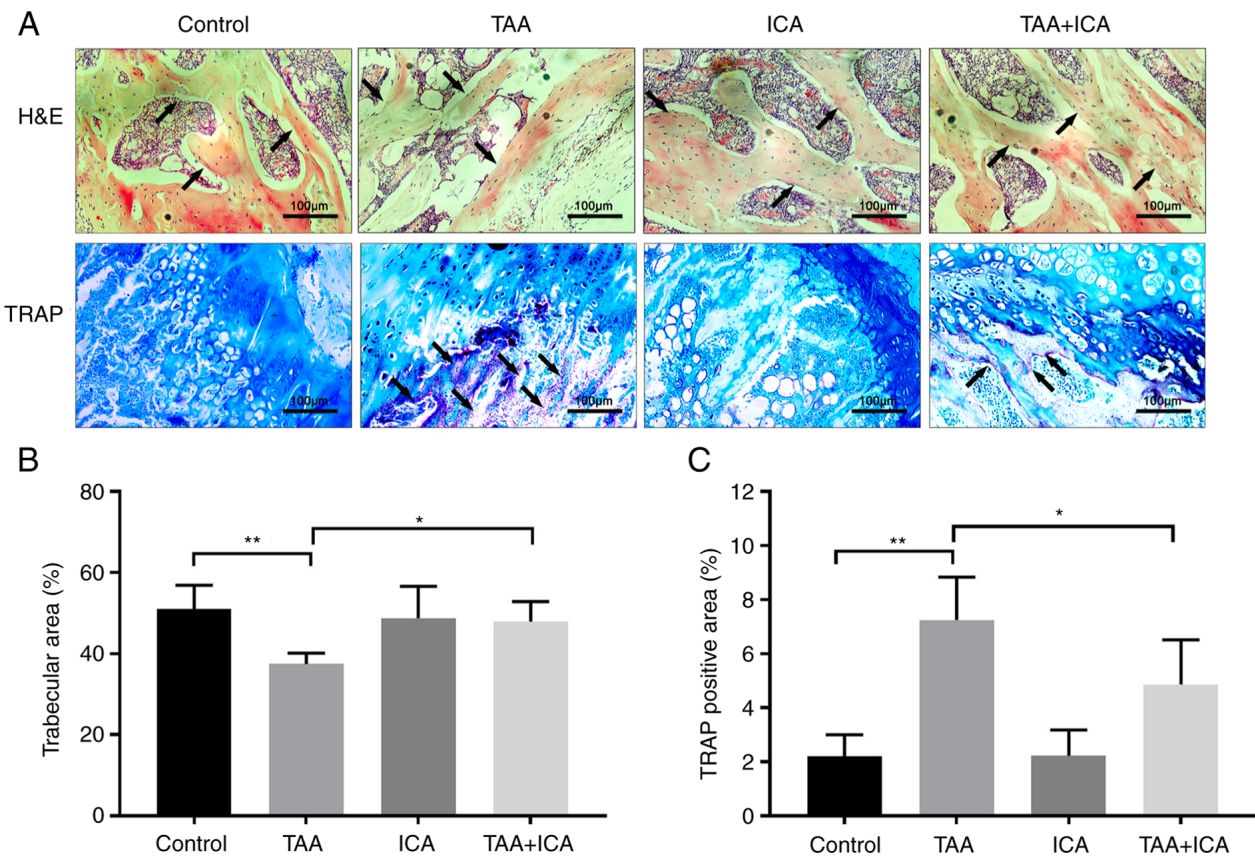 A
Control TAA ICA TAA+ICA
H&E
100µm 100µm 100µm 100µm
TRAP
100µm 100µm 100µm 100µm
B
Trabecular area (%)
80
60
40
20
0
** *
Control TAA ICA TAA+ICA
C
TRAP positive area (%)
12
10
8
6
4
2
0
** *
Control TAA ICA TAA+ICA